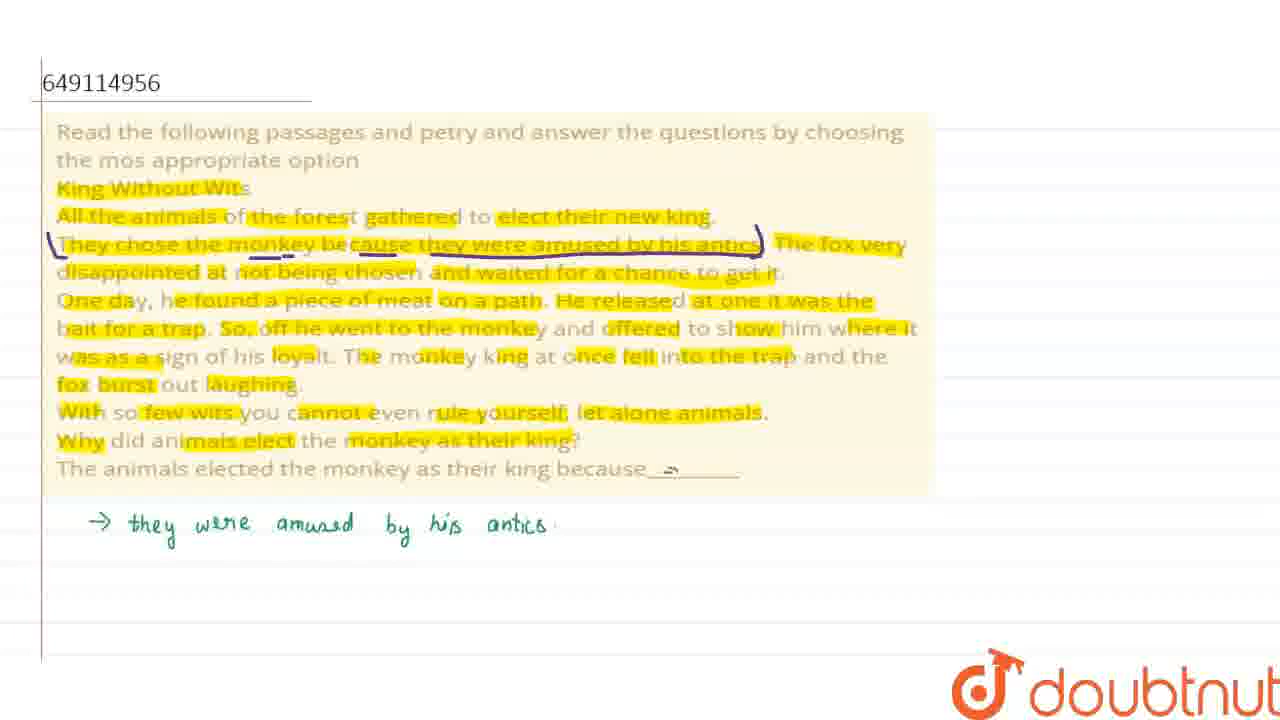 649114956
Read the following passages and petry and answer the questions by choosing
the mos appropriate option
King Without Wits
All the animals of the forest gathered to elect their new king.
They chose the monkey because they were amused by his antics. The fox very
disappointed at not being chosen and waited for a chance to get it.
One day, he found a piece of meat on a path. He released at one it was the
bait for a trap. So, off he went to the monkey and offered to show him where it
was as a sign of his loyalt. The monkey king at once fell into the trap and the
fox burst out laughing.
With so few wits you cannot even rule yourself, let alone animals.
Why did animals elect the monkey as their king?
The animals elected the monkey as their king because_________
→ they were amused by his antics.
doubtnut